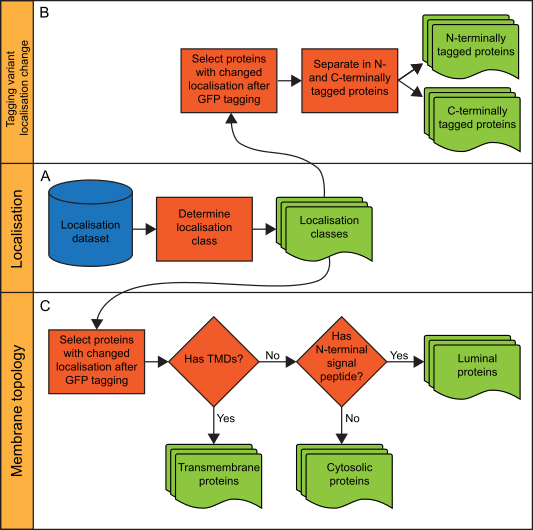 B
Tagging variant
localisation change
Select proteins
with changed
localisation after
GFP tagging
Separate in N-
and C-terminally
tagged proteins
N-terminally
tagged proteins
C-terminally
tagged proteins
A
Localisation
Localisation
dataset
Determine
localisation
class
Localisation
classes
C
Membrane topology
Select proteins
with changed
localisation after
GFP tagging
Has TMDs?
No
Has
N-terminal
signal
peptide?
Yes
Luminal
proteins
Yes
No
Transmembrane
proteins
Cytosolic
proteins